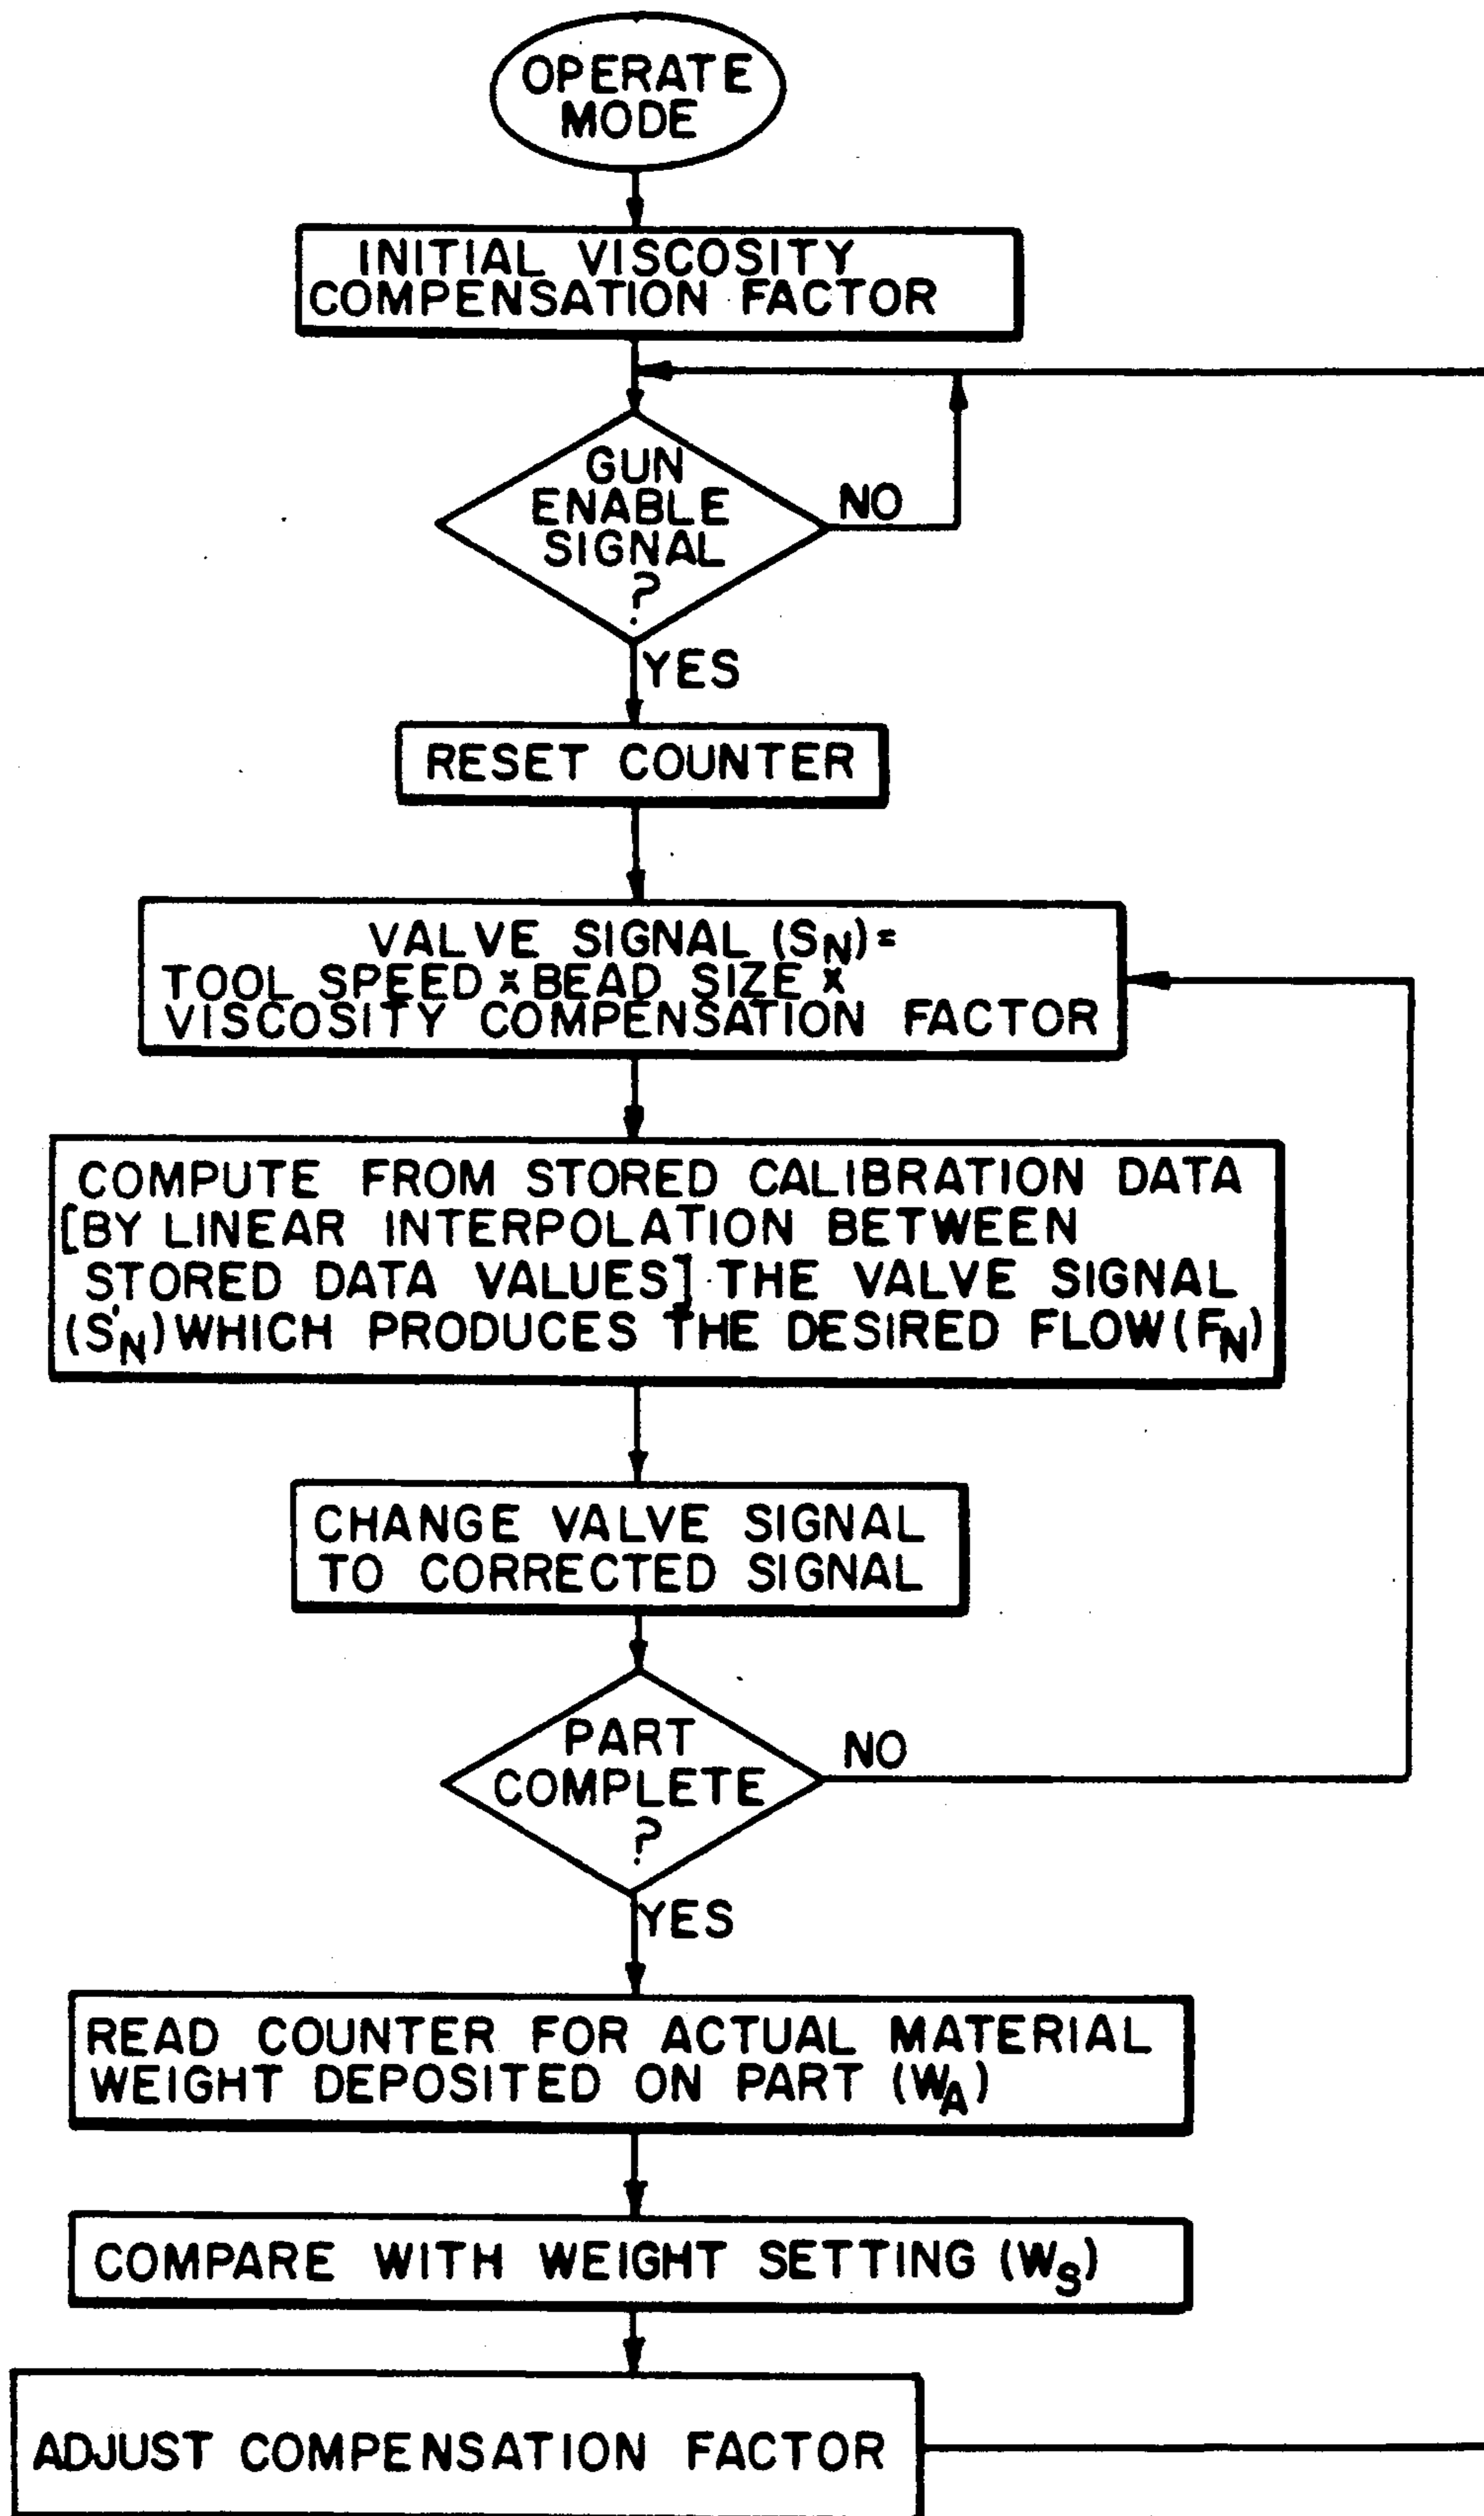 OPERATE
MODE
INITIAL VISCOSITY
COMPENSATION FACTOR
GUN
ENABLE
SIGNAL
?
NO
YES
RESET COUNTER
VALVE SIGNAL (SN)=
TOOL SPEED x BEAD SIZE x
VISCOSITY COMPENSATION FACTOR
COMPUTE FROM STORED CALIBRATION DATA
[BY LINEAR INTERPOLATION BETWEEN
STORED DATA VALUES] THE VALVE SIGNAL
(S'N) WHICH PRODUCES THE DESIRED FLOW (FN)
CHANGE VALVE SIGNAL
TO CORRECTED SIGNAL
PART
COMPLETE
?
NO
YES
READ COUNTER FOR ACTUAL MATERIAL
WEIGHT DEPOSITED ON PART (WA)
COMPARE WITH WEIGHT SETTING (WS)
ADJUST COMPENSATION FACTOR